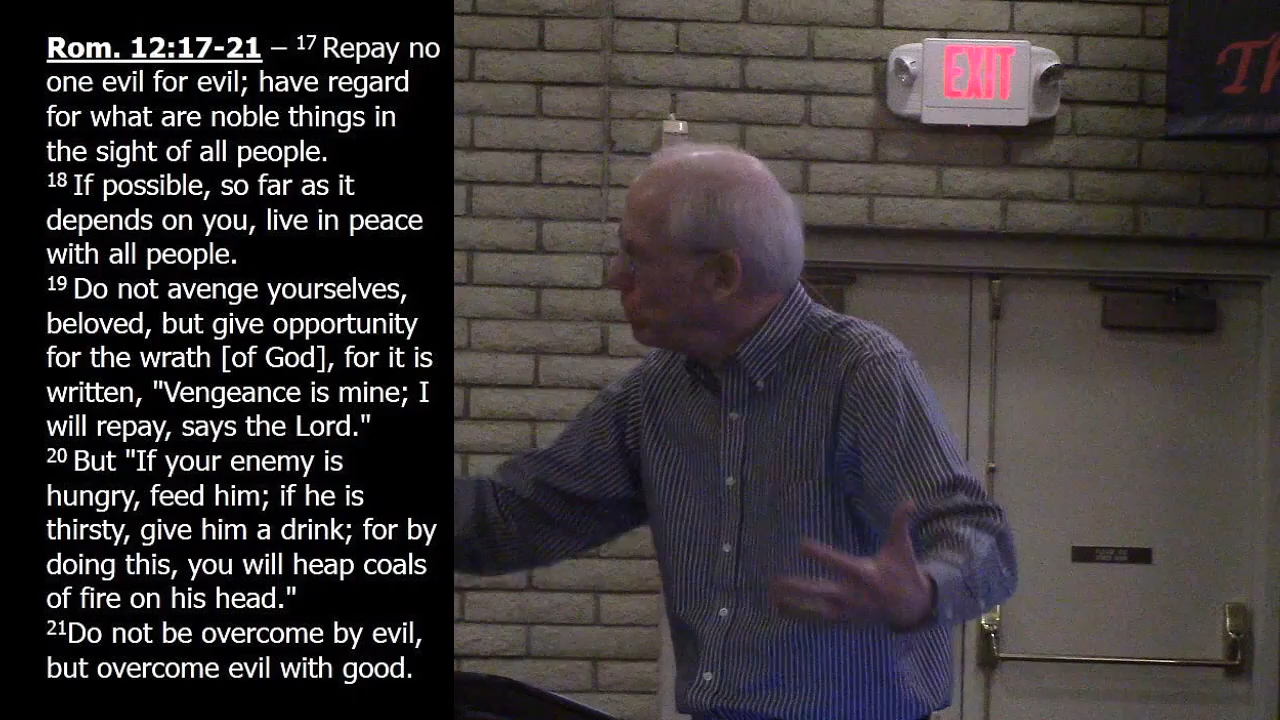 Rom. 12:17-21 – 17 Repay no
one evil for evil; have regard
for what are noble things in
the sight of all people.
18 If possible, so far as it
depends on you, live in peace
with all people.
19 Do not avenge yourselves,
beloved, but give opportunity
for the wrath [of God], for it is
written, "Vengeance is mine; I
will repay, says the Lord."
20 But "If your enemy is
hungry, feed him; if he is
thirsty, give him a drink; for by
doing this, you will heap coals
of fire on his head."
21Do not be overcome by evil,
but overcome evil with good.
EXIT